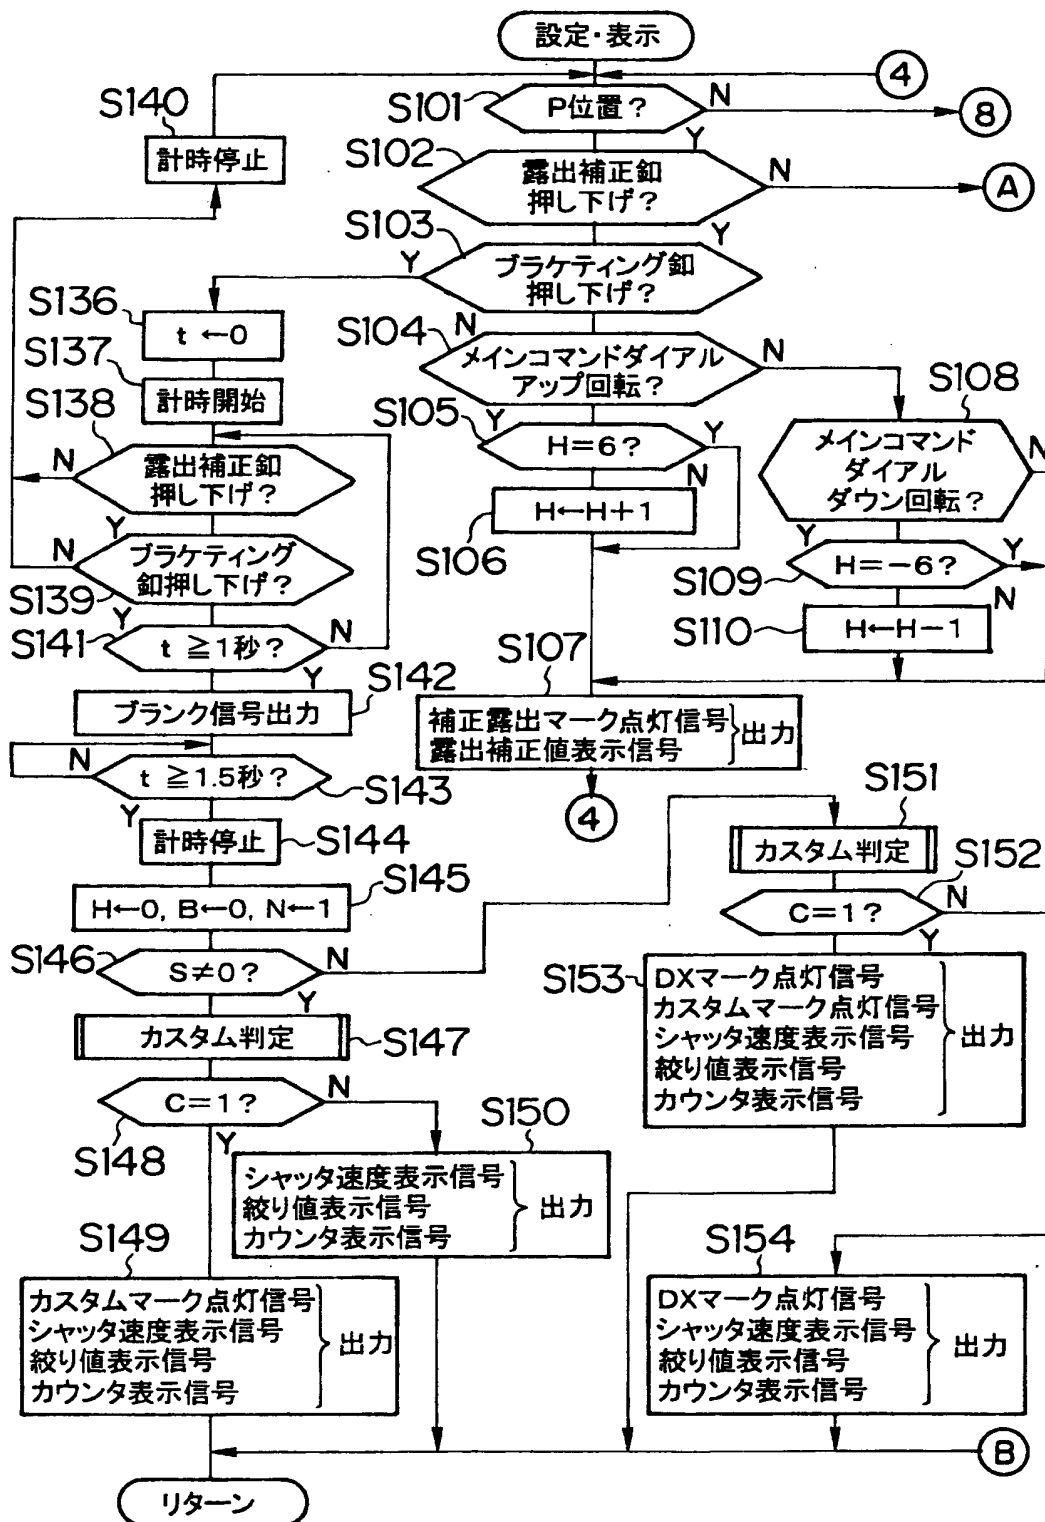 設定・表示
4
S101
P位置?
N
8
S140
計時停止
S102
Y
露出補正釦
押し下げ?
N
A
S103
Y
Y
ブラケティング釦
押し下げ?
S136
t ←0
S104
N
メインコマンドダイアル
アップ回転?
N
S137
計時開始
S105
Y
H=6?
Y
N
S108
メインコマンド
ダイアル
ダウン回転?
N
S138
N
露出補正釦
押し下げ?
S106
H←H+1
Y
N
ブラケティング
釦押し下げ?
S139
Y
S109
H=-6?
Y
N
S141
Y
t ≧1秒?
N
S110
H←H-1
S107
Y
S142
ブランク信号出力
補正露出マーク点灯信号
露出補正値表示信号
出力
4
N
t ≧1.5秒?
S143
Y
計時停止
S144
S151
カスタム判定
S145
H←0, B←0, N←1
S152
C=1?
N
Y
S146
S≠0?
N
Y
S153
DXマーク点灯信号
カスタムマーク点灯信号
シャッタ速度表示信号
絞り値表示信号
カウンタ表示信号
出力
カスタム判定
S147
C=1?
N
S148
Y
S150
シャッタ速度表示信号
絞り値表示信号
カウンタ表示信号
出力
S149
カスタムマーク点灯信号
シャッタ速度表示信号
絞り値表示信号
カウンタ表示信号
出力
S154
DXマーク点灯信号
シャッタ速度表示信号
絞り値表示信号
カウンタ表示信号
出力
B
リターン